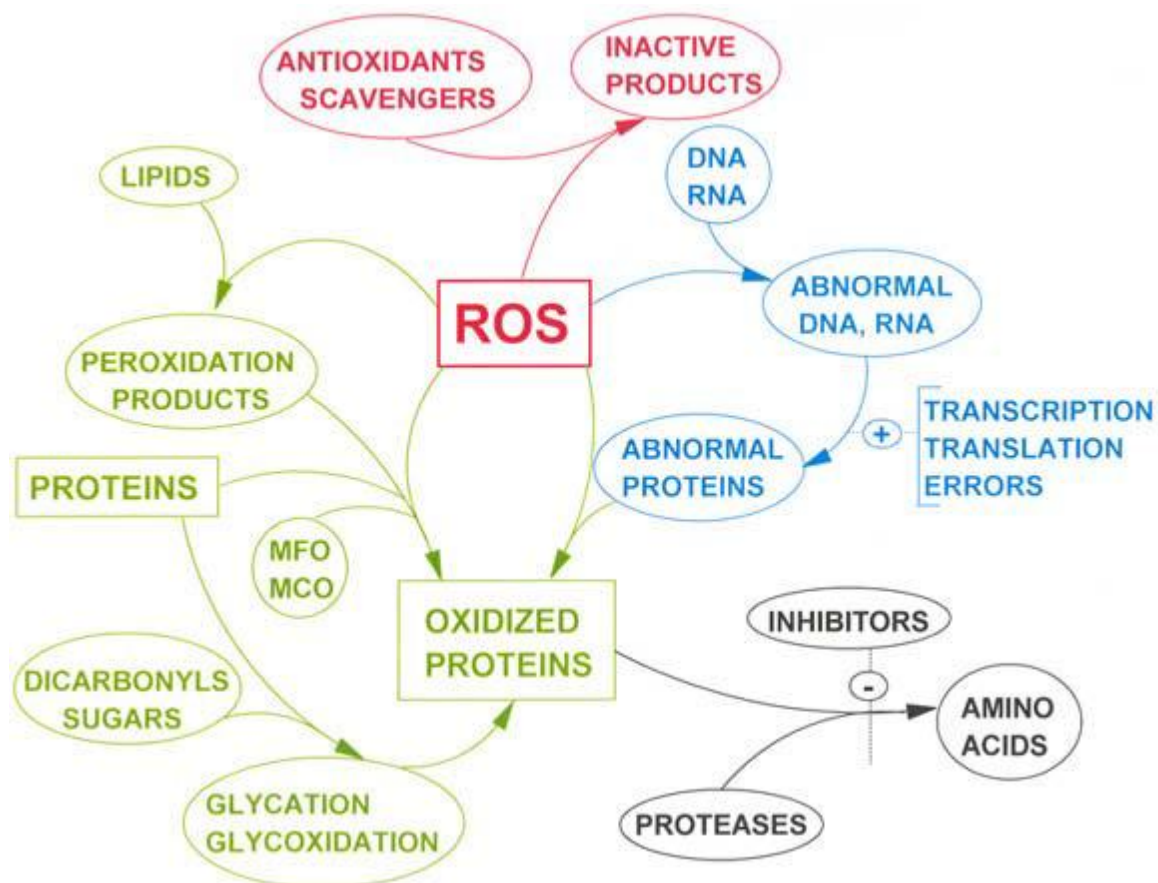 ANTIOXIDANTS
SCAVENGERS
INACTIVE
PRODUCTS
DNA
RNA
LIPIDS
ROS
ABNORMAL
DNA, RNA
PEROXIDATION
PRODUCTS
TRANSCRIPTION
TRANSLATION
ERRORS
+
ABNORMAL
PROTEINS
PROTEINS
MFO
MCO
OXIDIZED
PROTEINS
INHIBITORS
-
DICARBONYLS
SUGARS
AMINO
ACIDS
GLYCATION
GLYCOXIDATION
PROTEASES